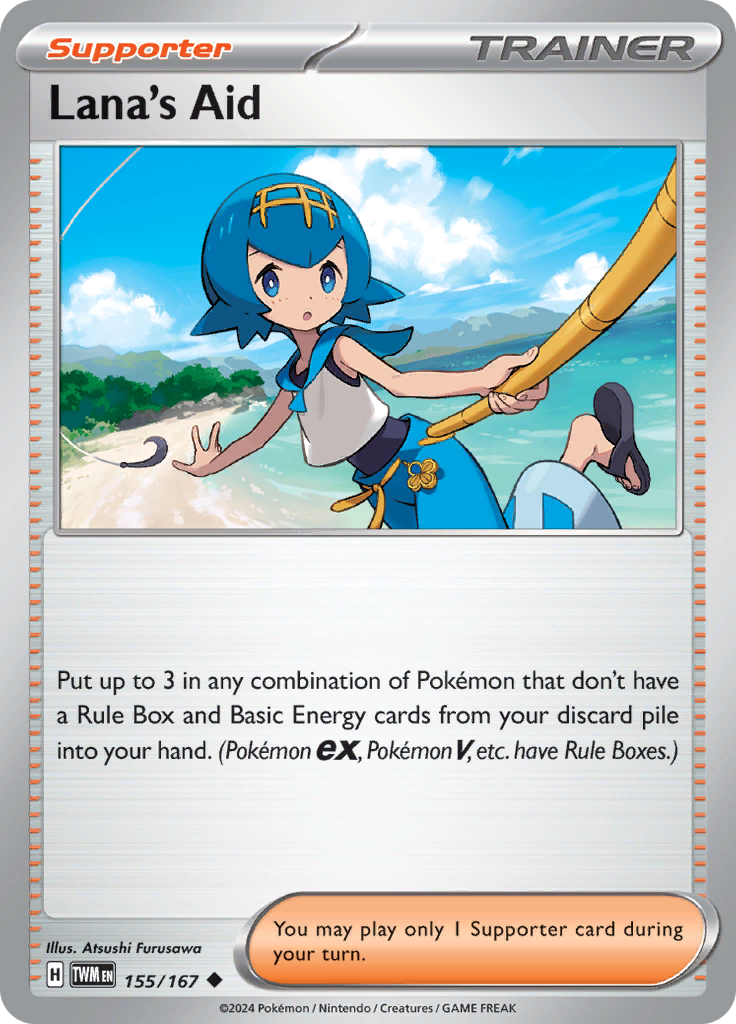 Supporter
TRAINER
Lana's Aid
Put up to 3 in any combination of Pokémon that don't have
a Rule Box and Basic Energy cards from your discard pile
into your hand. (Pokémon ex, Pokémon V, etc. have Rule Boxes.)
You may play only 1 Supporter card during
your turn.
Illus. Atsushi Furusawa
H TWM EN 155/167
©2024 Pokémon / Nintendo / Creatures / GAME FREAK